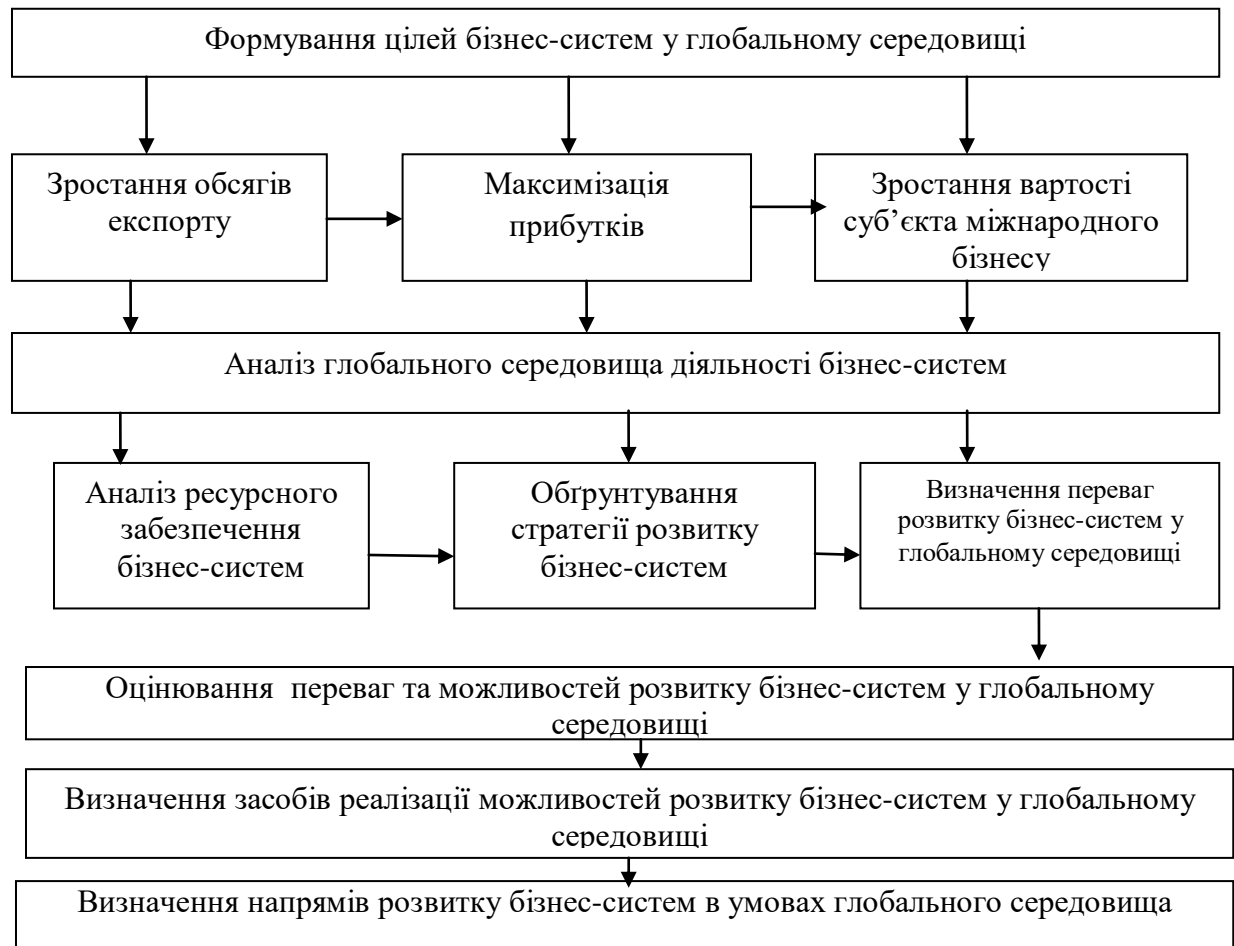 Формування цілей бізнес-систем у глобальному середовищі
Зростання обсягів
експорту
Максимізація
прибутків
Зростання вартості
суб’єкта міжнародного
бізнесу
Аналіз глобального середовища діяльності бізнес-систем
Аналіз ресурсного
забезпечення
бізнес-систем
Обґрунтування
стратегії розвитку
бізнес-систем
Визначення переваг
розвитку бізнес-систем у
глобальному середовищі
Оцінювання переваг та можливостей розвитку бізнес-систем у глобальному
середовищі
Визначення засобів реалізації можливостей розвитку бізнес-систем у глобальному
середовищі
Визначення напрямів розвитку бізнес-систем в умовах глобального середовища